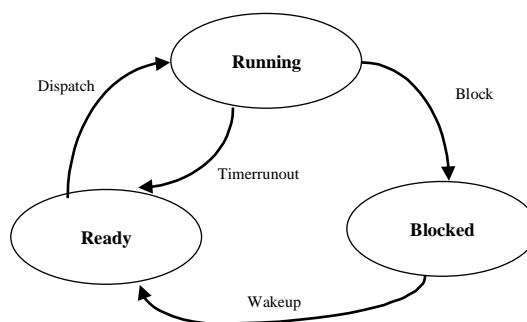 Running
Dispatch
Block
Timerrunout
Ready
Blocked
Wakeup